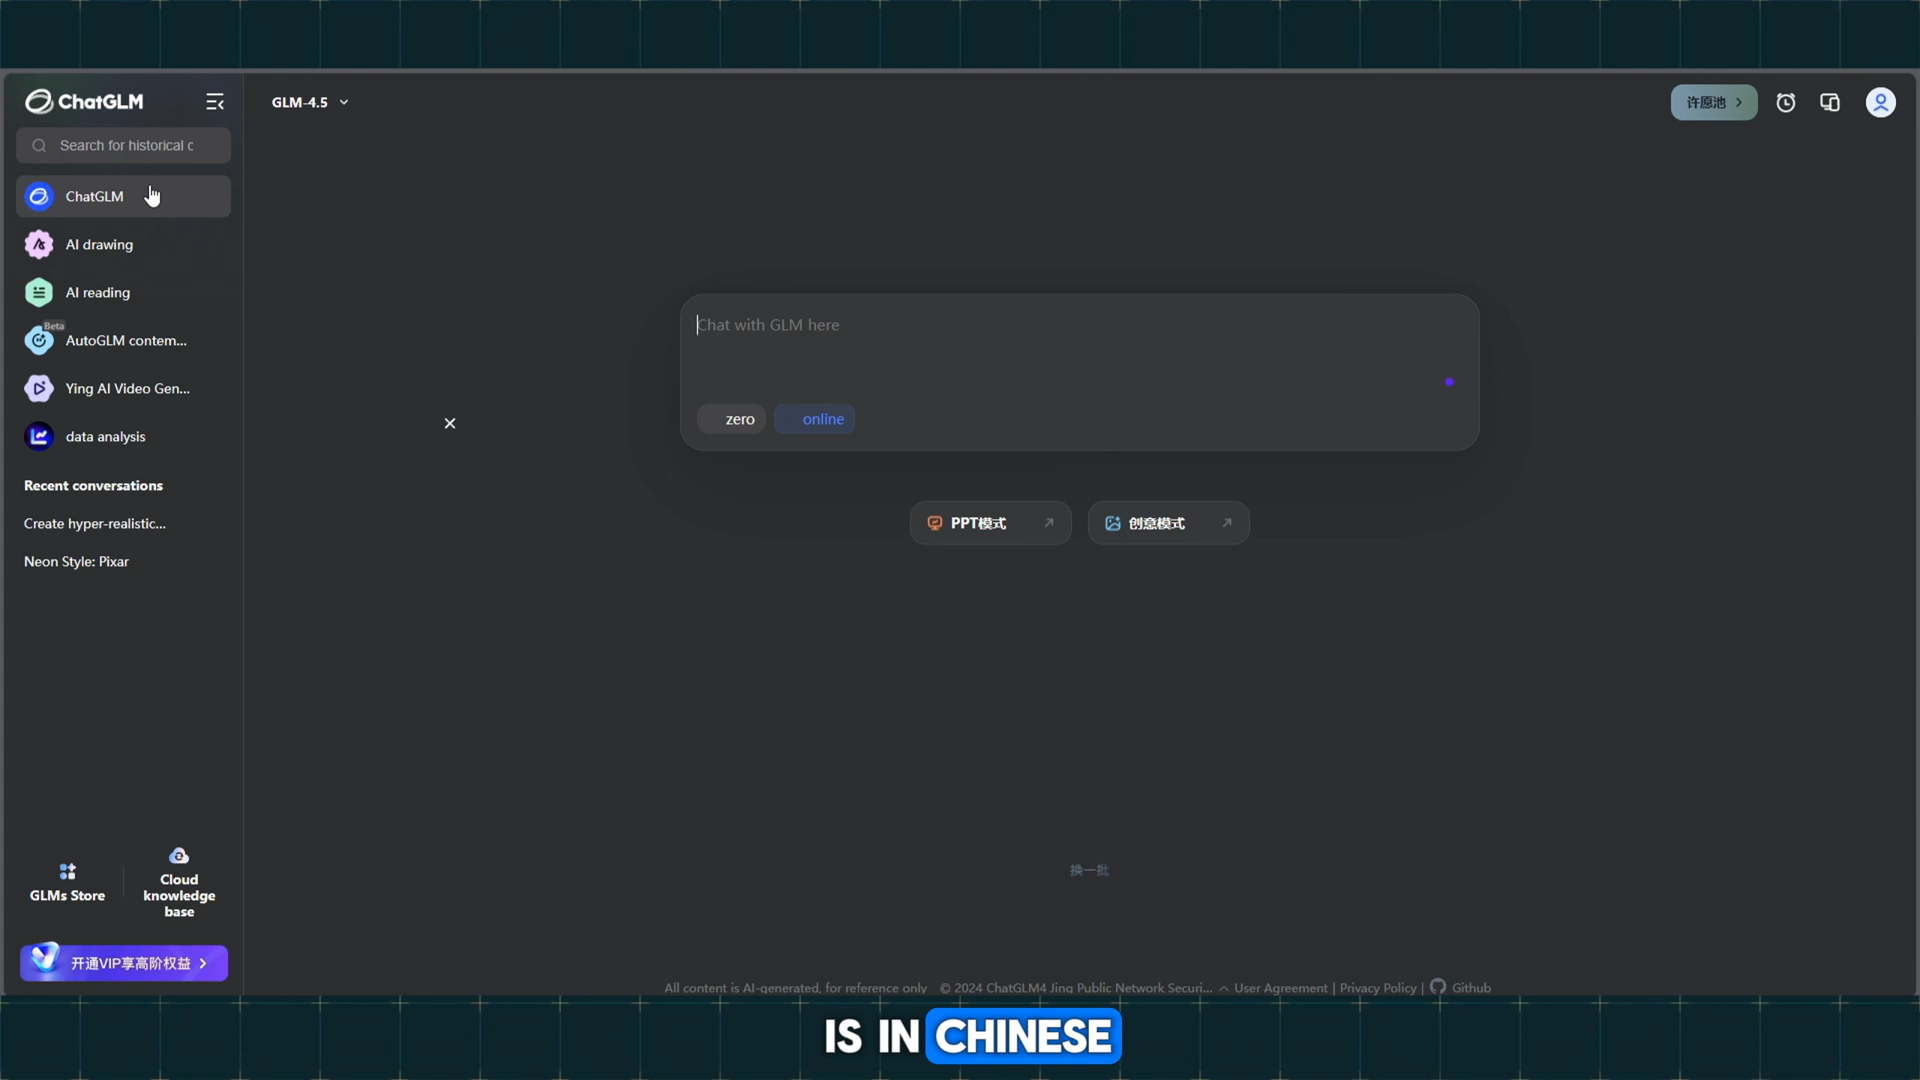 ChatGLM
GLM-4.5
许愿池
Search for historical c
ChatGLM
AI drawing
AI reading
Beta
AutoGLM contem...
Ying AI Video Gen...
data analysis
Recent conversations
Create hyper-realistic...
Neon Style: Pixar
Chat with GLM here
zero
online
PPT模式
创意模式
换一批
GLMs Store
Cloud
knowledge
base
开通VIP享高阶权益
All content is AI-generated, for reference only © 2024 ChatGLM4 Jing Public Network Securi... User Agreement | Privacy Policy | Github
IS IN CHINESE